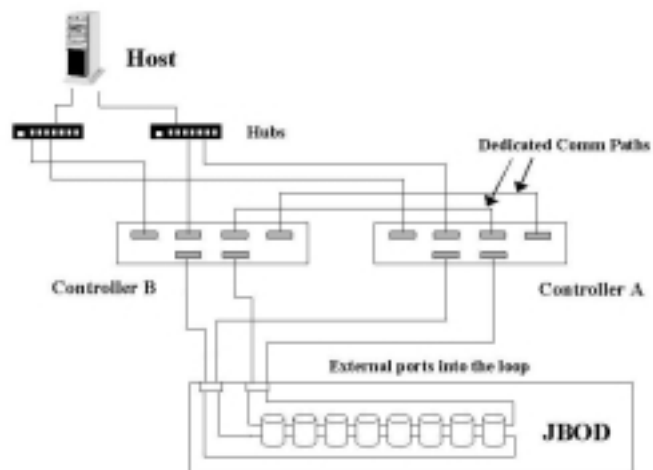 Host
Hubs
Dedicated Comm Paths
Controller B
Controller A
External ports into the loop
JBOD